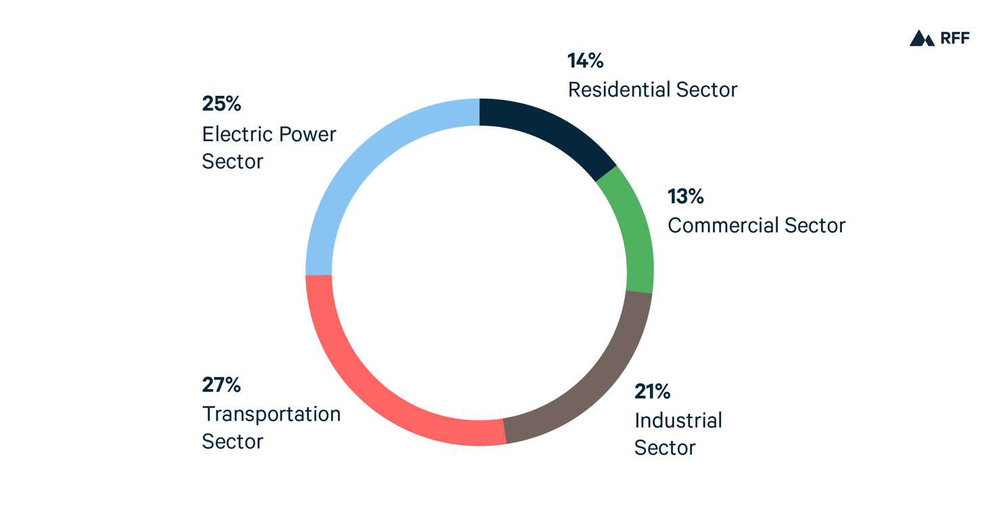 RFF
14%
Residential Sector
25%
Electric Power
Sector
13%
Commercial Sector
27%
Transportation
Sector
21%
Industrial
Sector